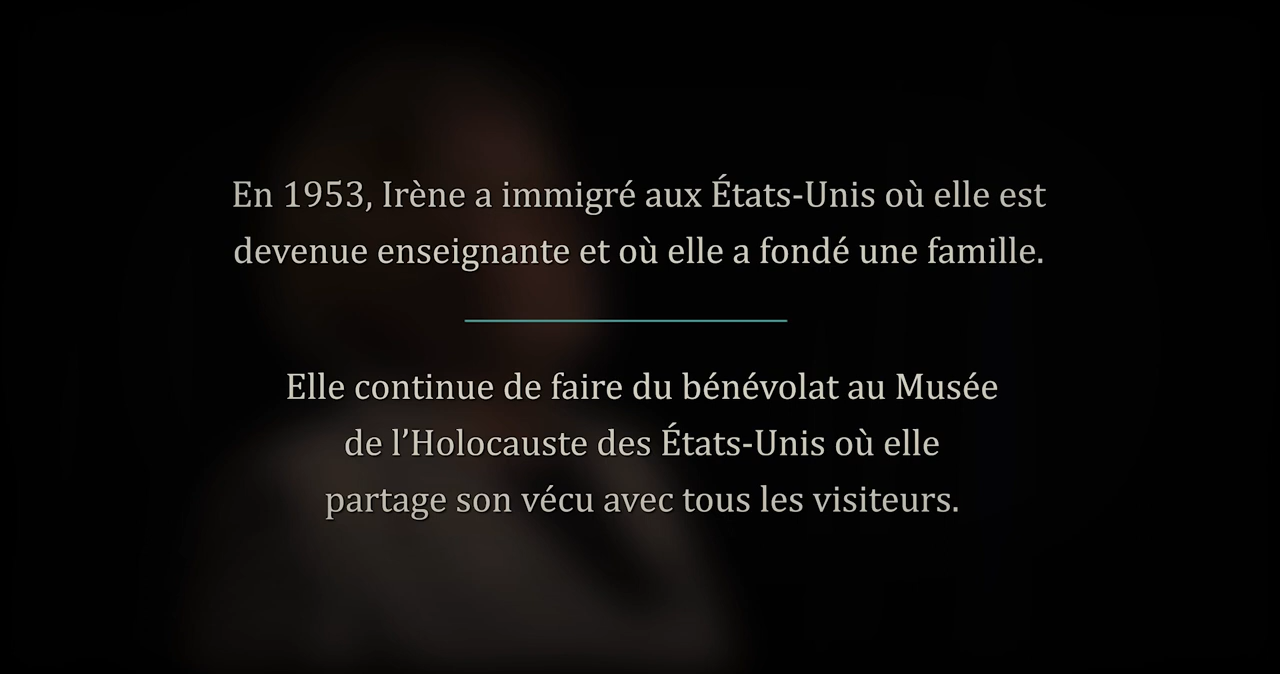 En 1953, Irène a immigré aux États-Unis où elle est
devenue enseignante et où elle a fondé une famille.
Elle continue de faire du bénévolat au Musée
de l’Holocauste des États-Unis où elle
partage son vécu avec tous les visiteurs.